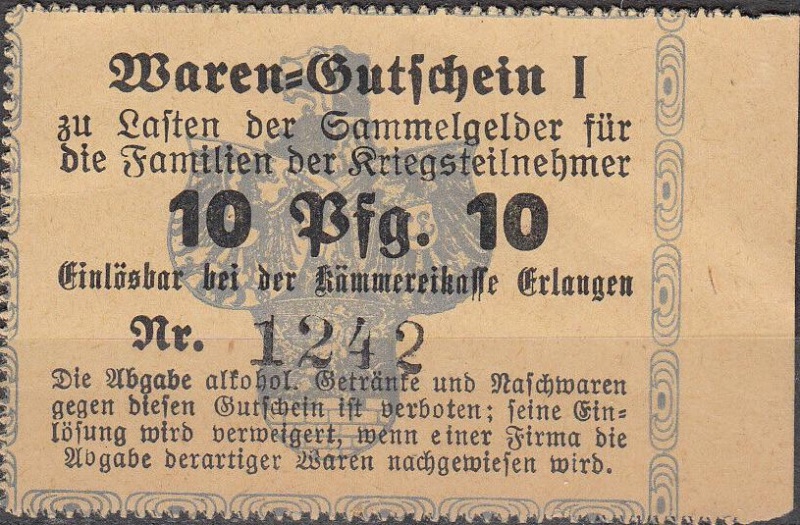 Waren-Gutschein I
zu Lasten der Sammelgelder für
die Familien der Kriegsteilnehmer
10 Pfg. 10
Einlösbar bei der Kämmereikasse Erlangen
Nr. 1242
Die Abgabe alkohol. Getränke und Naschwaren
gegen diesen Gutschein ist verboten; seine Ein-
lösung wird verweigert, wenn einer Firma die
Abgabe derartiger Waren nachgewiesen wird.